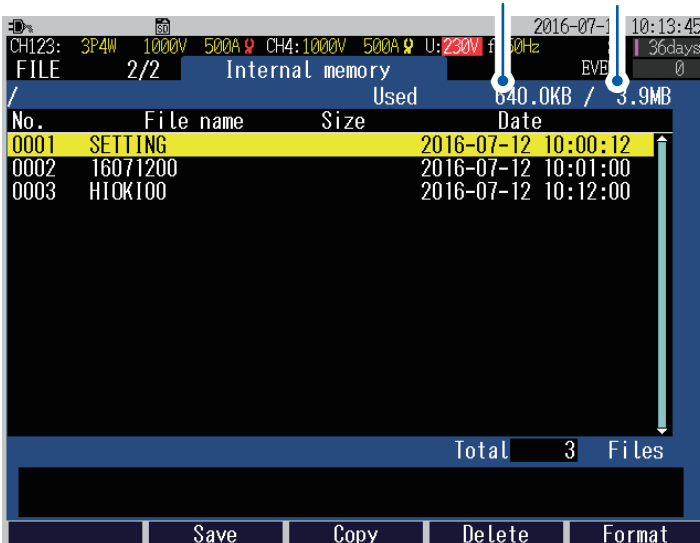 SD 2016-07-1 10:13:45
CH123: 3P4W 1000V 500A CH4:1000V 500A U:230V f 50Hz 36days
FILE 2/2 Internal memory EVE 0
/ Used 640.0KB / 3.9MB
No. File name Size Date
0001 SETTING 2016-07-12 10:00:12
0002 16071200 2016-07-12 10:01:00
0003 HIOKI00 2016-07-12 10:12:00
Total 3 Files
Save Copy Delete Format